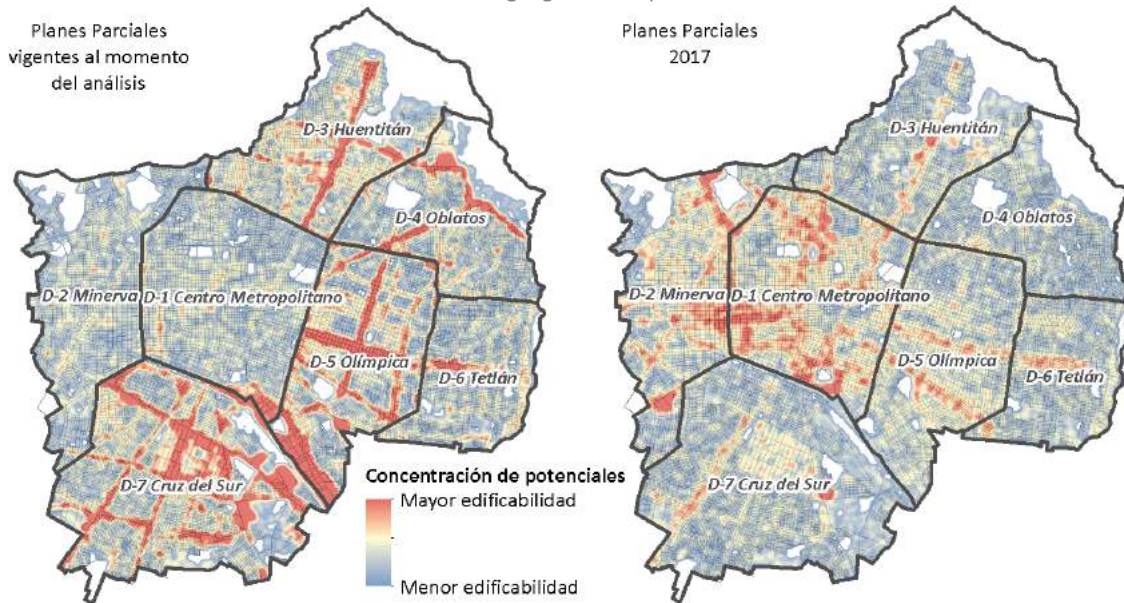 Planes Parciales
vigentes al momento
del análisis
D-3 Huentitán
D-4 Oblatos
D-2 Minerva
D-1 Centro Metropolitano
D-5 Olímpica
D-6 Tetlán
D-7 Cruz del Sur
Concentración de potenciales
Mayor edificabilidad
Menor edificabilidad
Planes Parciales
2017
D-3 Huentitán
D-4 Oblatos
D-2 Minerva
D-1 Centro Metropolitano
D-5 Olímpica
D-6 Tetlán
D-7 Cruz del Sur